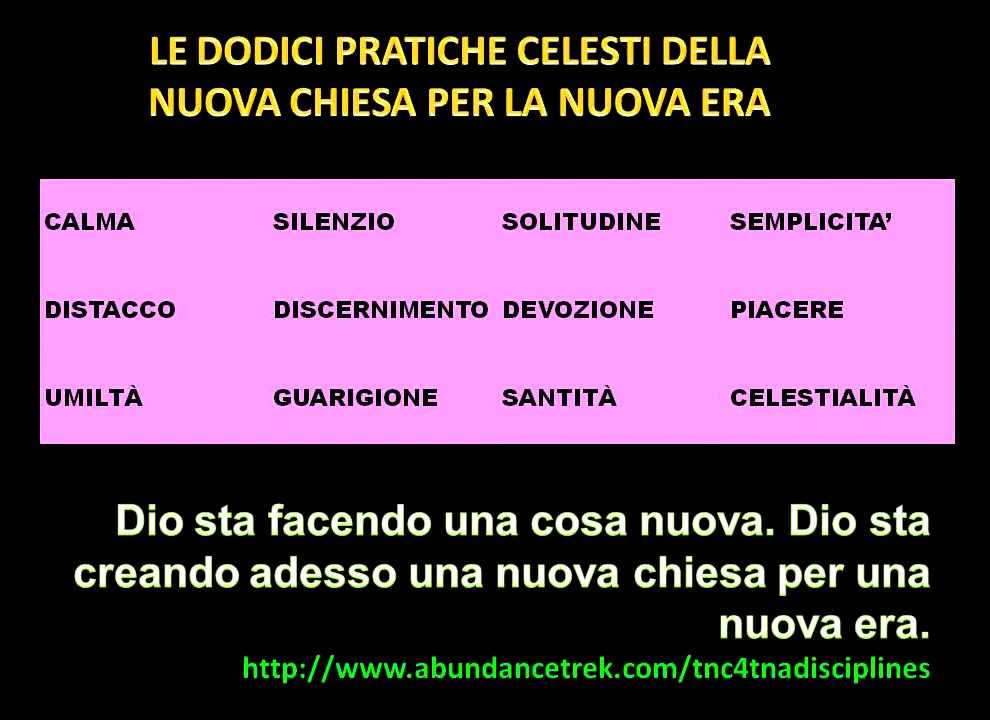 LE DODICI PRATICHE CELESTI DELLA
NUOVA CHIESA PER LA NUOVA ERA
CALMA SILENZIO SOLITUDINE SEMPLICITA’
DISTACCO DISCERNIMENTO DEVOZIONE PIACERE
UMILTÀ GUARIGIONE SANTITÀ CELESTIALITÀ
Dio sta facendo una cosa nuova. Dio sta
creando adesso una nuova chiesa per una
nuova era.
http://www.abundancetrek.com/tnc4tnadisciplines